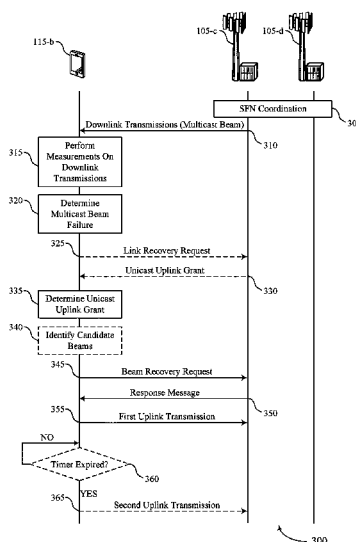 115-b
105-c
105-d
SFN Coordination
30
Downlink Transmissions (Multicast Beam)
310
315
Perform
Measurements On
Downlink
Transmissions
320
Determine
Multicast Beam
Failure
325
Link Recovery Request
Unicast Uplink Grant
330
335
Determine Unicast
Uplink Grant
340
Identify Candidate
Beams
345
Beam Recovery Request
Response Message
350
355
First Uplink Transmission
NO
Timer Expired?
360
YES
365
Second Uplink Transmission
300